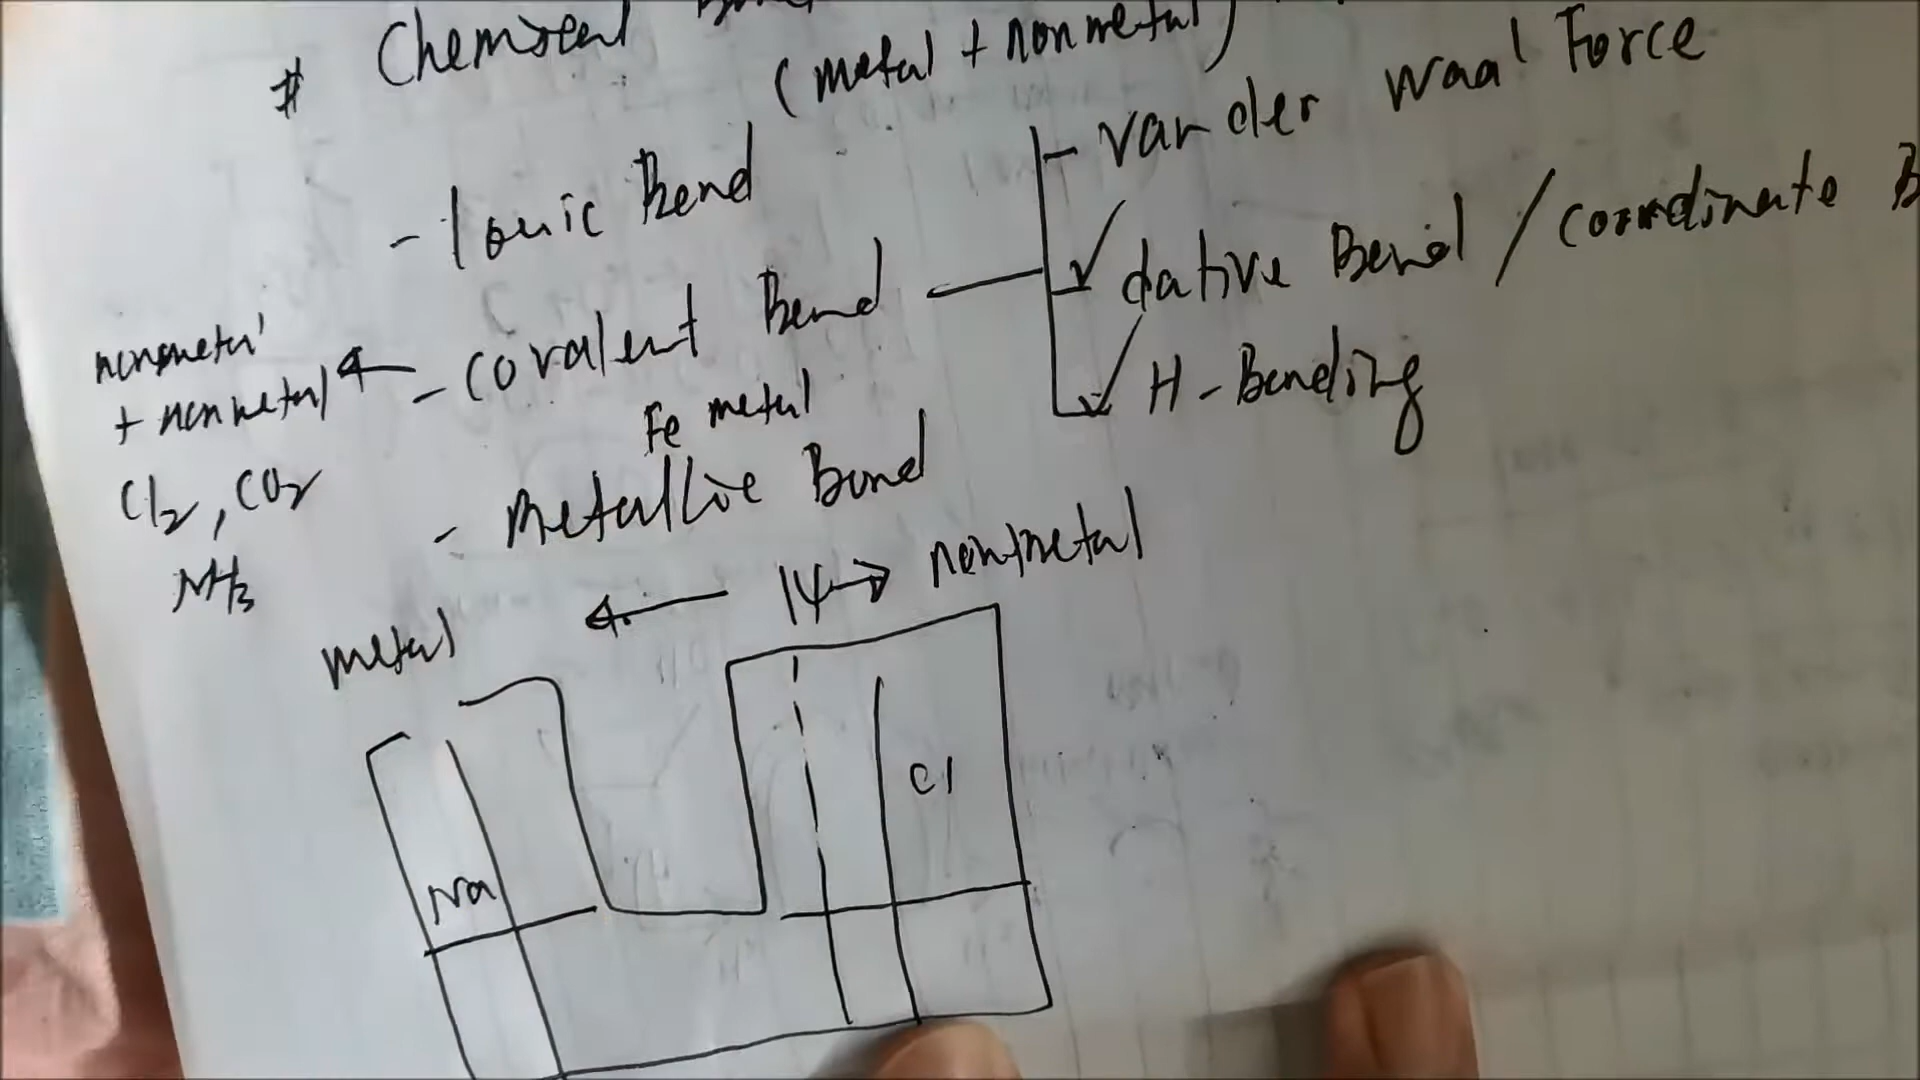 # Chemical
(metal + nonmetal)
- Ionic Bond
- Van der waal Force
dative Bond / coordinate B
H-Bonding
- Covalent Bond
nonmetal
+ nonmetal
Cl2, CO2
NH3
Fe metal
- Metallic Bond
metal
14
nonmetal
Na
Cl